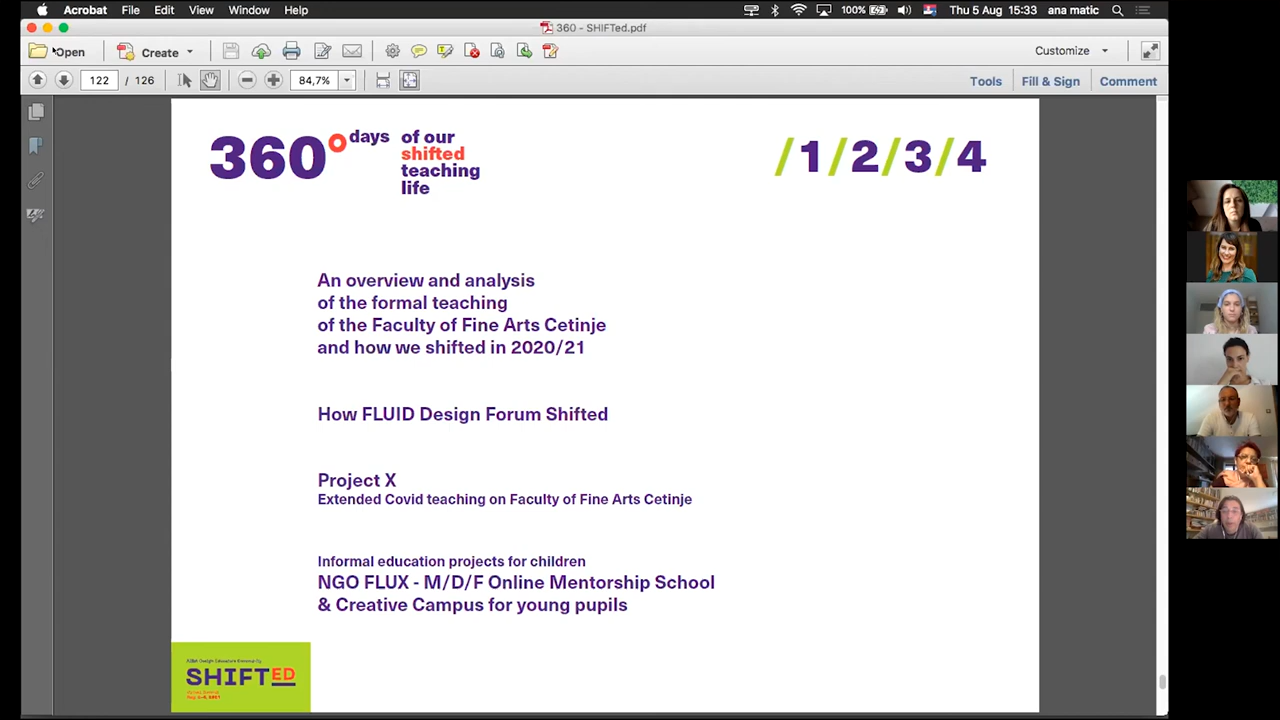 Acrobat File Edit View Window Help
100% Thu 5 Aug 15:33 ana matic
360 - SHIFTed.pdf
Open Create Customize
122 / 126 84,7% Tools Fill & Sign Comment
360° days of our
shifted
teaching
life
/1/2/3/4
An overview and analysis
of the formal teaching
of the Faculty of Fine Arts Cetinje
and how we shifted in 2020/21
How FLUID Design Forum Shifted
Project X
Extended Covid teaching on Faculty of Fine Arts Cetinje
Informal education projects for children
NGO FLUX - M/D/F Online Mentorship School
& Creative Campus for young pupils
SHIFTED